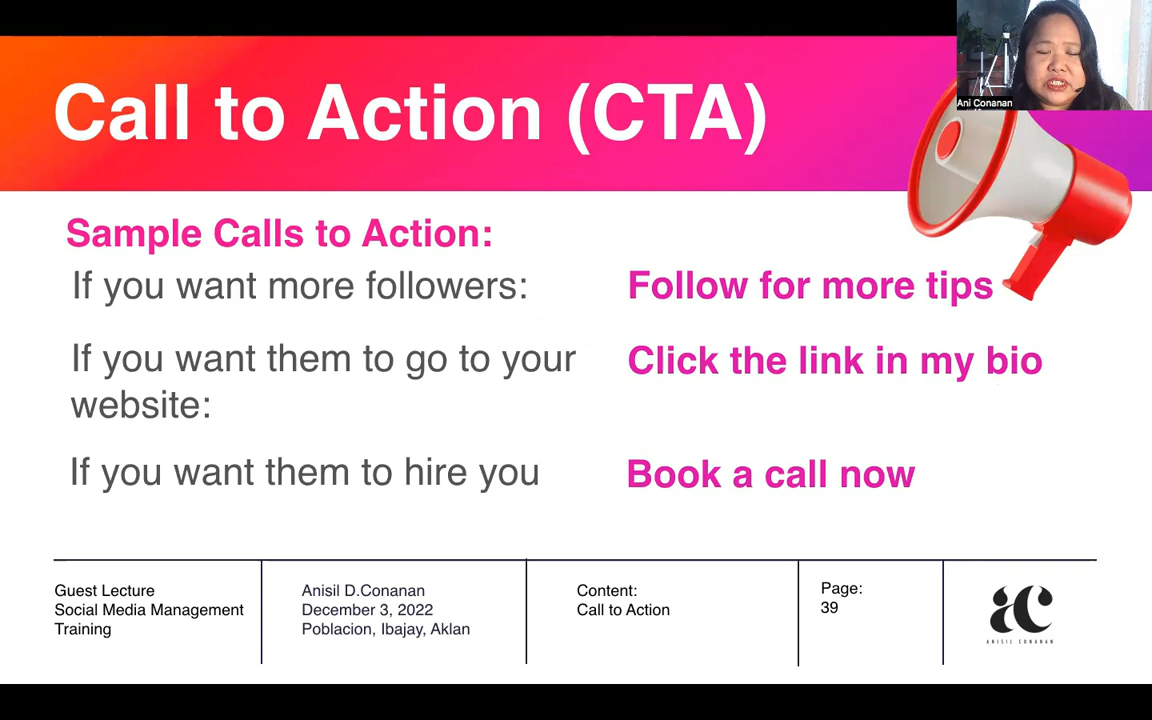 Call to Action (CTA)
Ani Conanan
Sample Calls to Action:
If you want more followers:
Follow for more tips
If you want them to go to your
website:
Click the link in my bio
If you want them to hire you
Book a call now
Guest Lecture
Social Media Management
Training
Anisil D.Conanan
December 3, 2022
Poblacion, Ibajay, Aklan
Content:
Call to Action
Page:
39
ac
ANISIL CONANAN